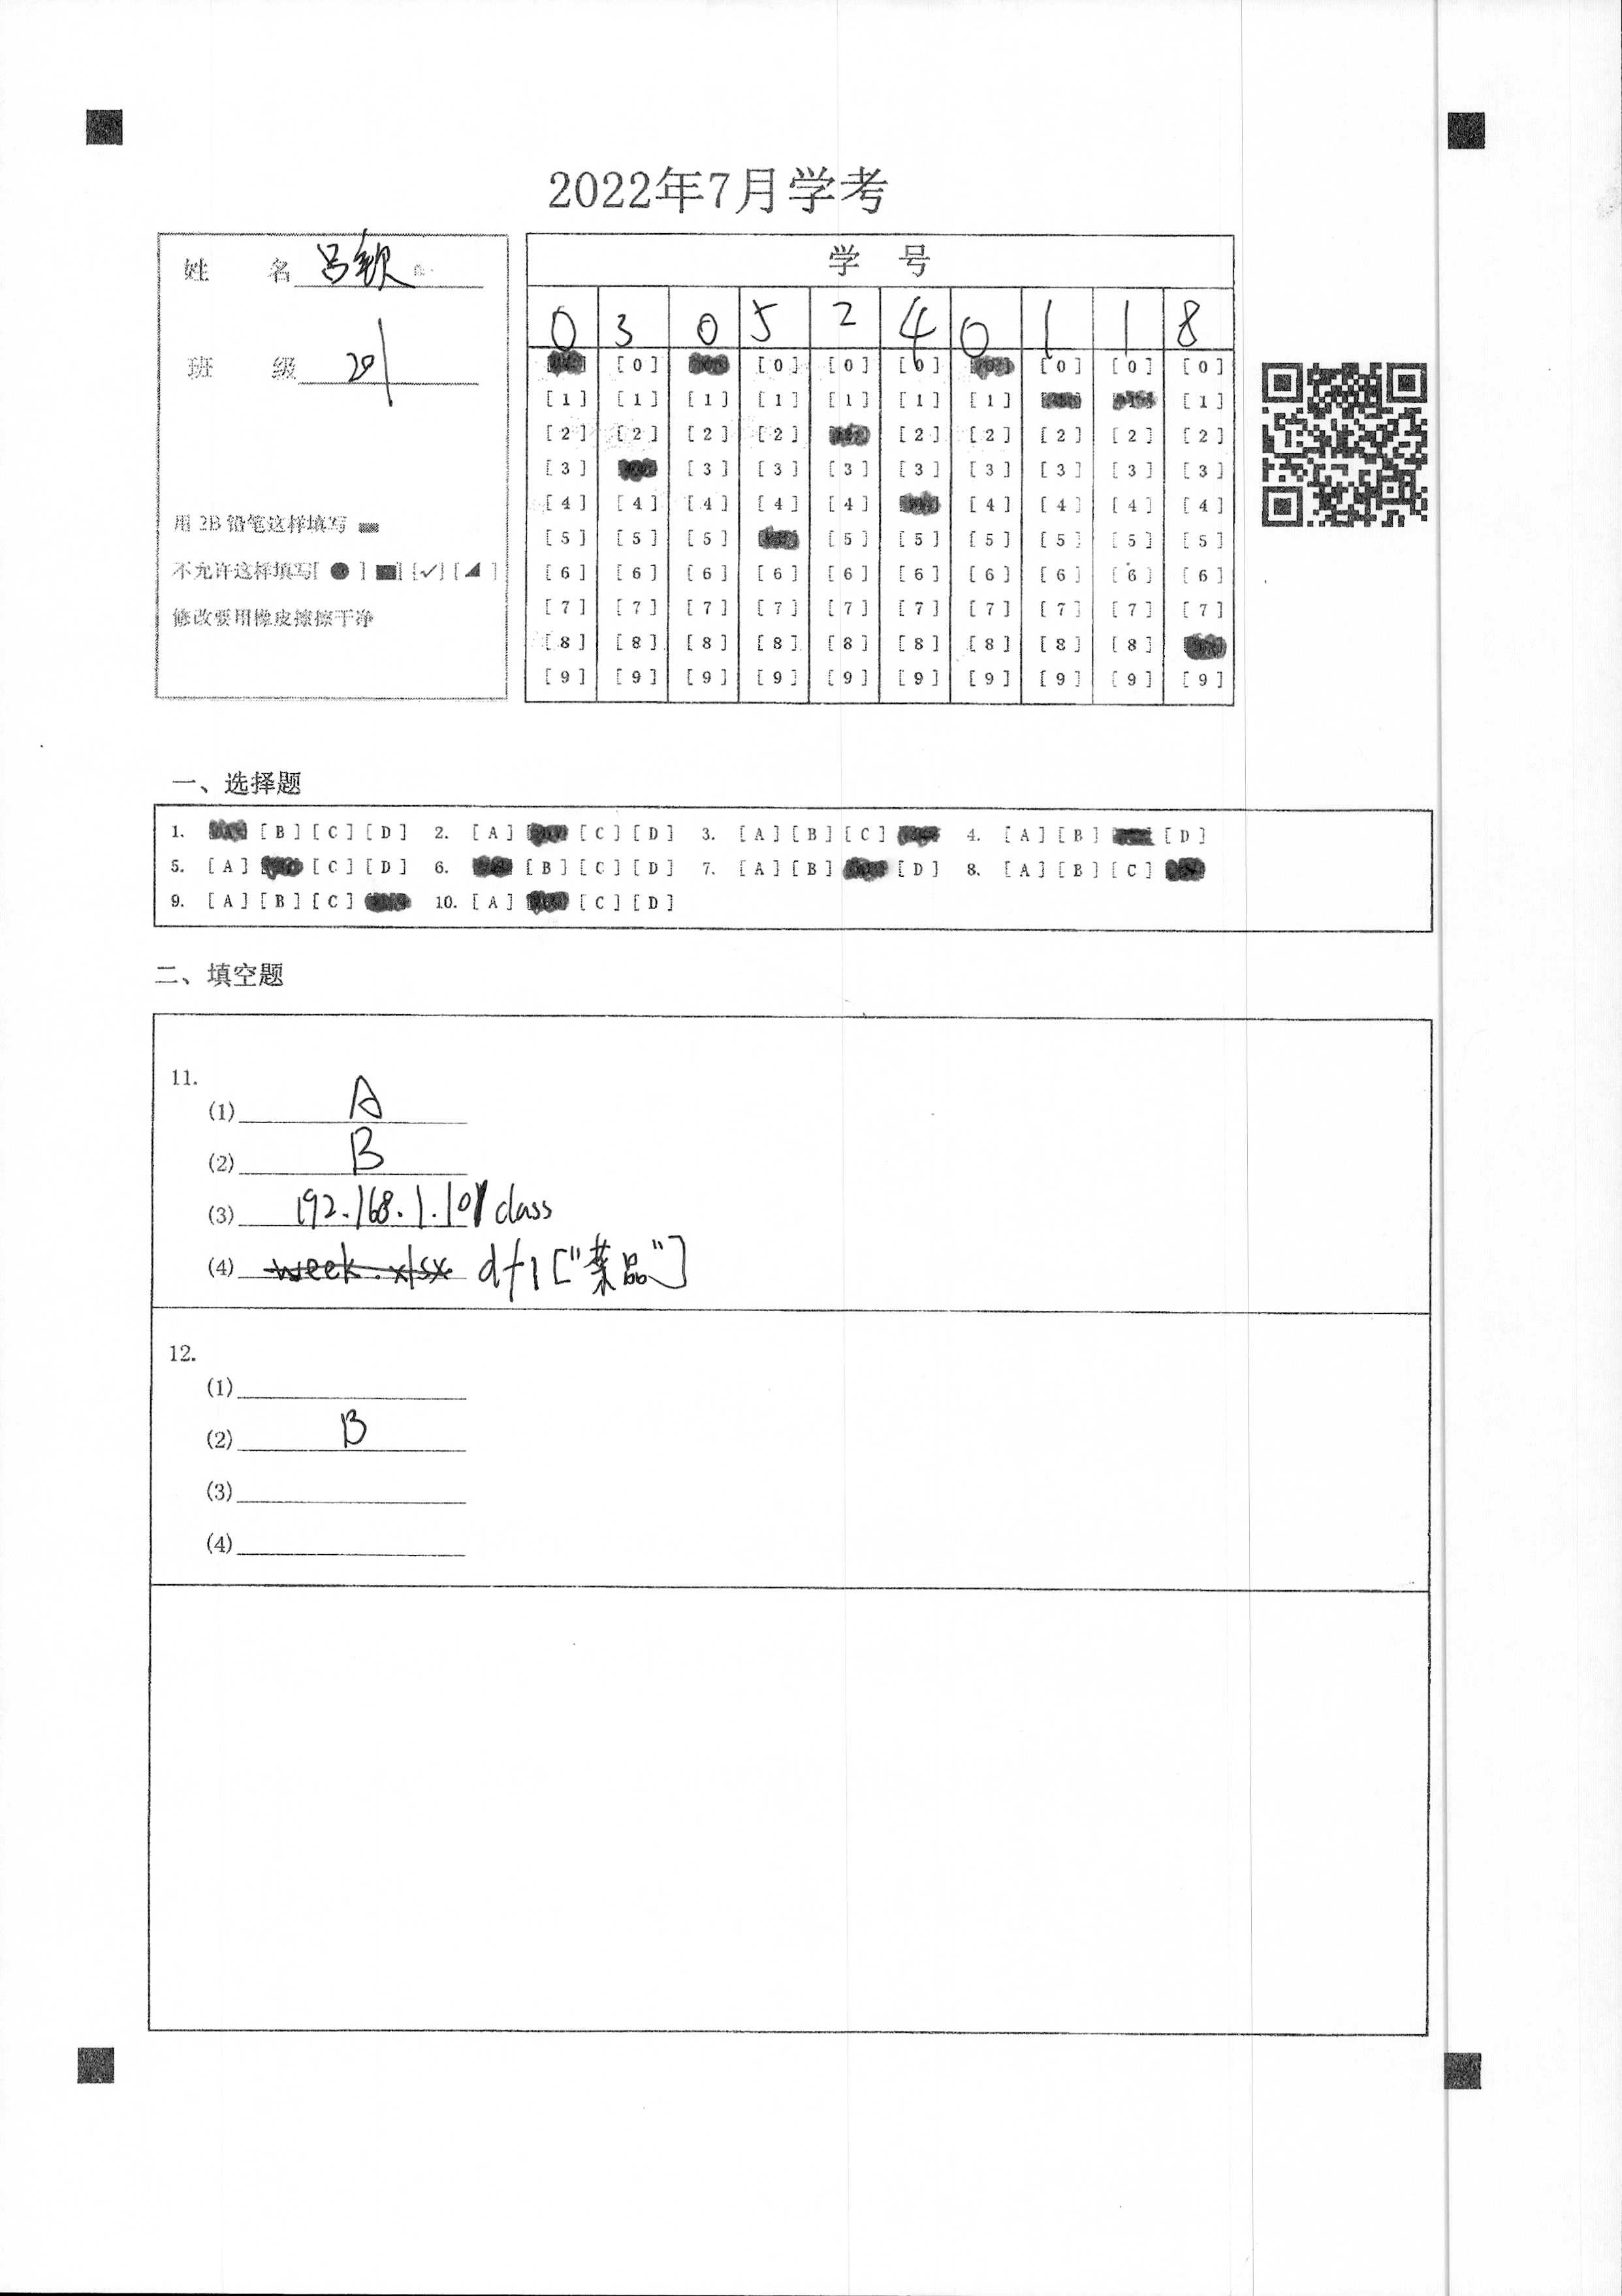 2022年7月学考
姓 名 吕钦
班 级 201
用 2B 铅笔这样填写
不允许这样填写[ ● ] [■] [✓] [◢ ]
修改要用橡皮擦擦干净
学 号
0 3 0 5 2 4 0 1 1 8
[0] [0] [0] [0] [0] [0] [0]
[1] [1] [1] [1] [1] [1] [1] [1]
[2] [2] [2] [2] [2] [2] [2] [2] [2]
[3] [3] [3] [3] [3] [3] [3] [3] [3]
[4] [4] [4] [4] [4] [4] [4] [4] [4]
[5] [5] [5] [5] [5] [5] [5] [5] [5]
[6] [6] [6] [6] [6] [6] [6] [6] [6] [6]
[7] [7] [7] [7] [7] [7] [7] [7] [7] [7]
[8] [8] [8] [8] [8] [8] [8] [8] [8]
[9] [9] [9] [9] [9] [9] [9] [9] [9] [9]
一、选择题
1. [B] [C] [D] 2. [A] [C] [D] 3. [A] [B] [C] 4. [A] [B] [D]
5. [A] [C] [D] 6. [B] [C] [D] 7. [A] [B] [D] 8. [A] [B] [C]
9. [A] [B] [C] 10. [A] [C] [D]
二、填空题
11.
(1) A
(2) B
(3) 192.168.1.101 class
(4) week.xlsx df1["菜品"]
12.
(1)
(2) B
(3)
(4)